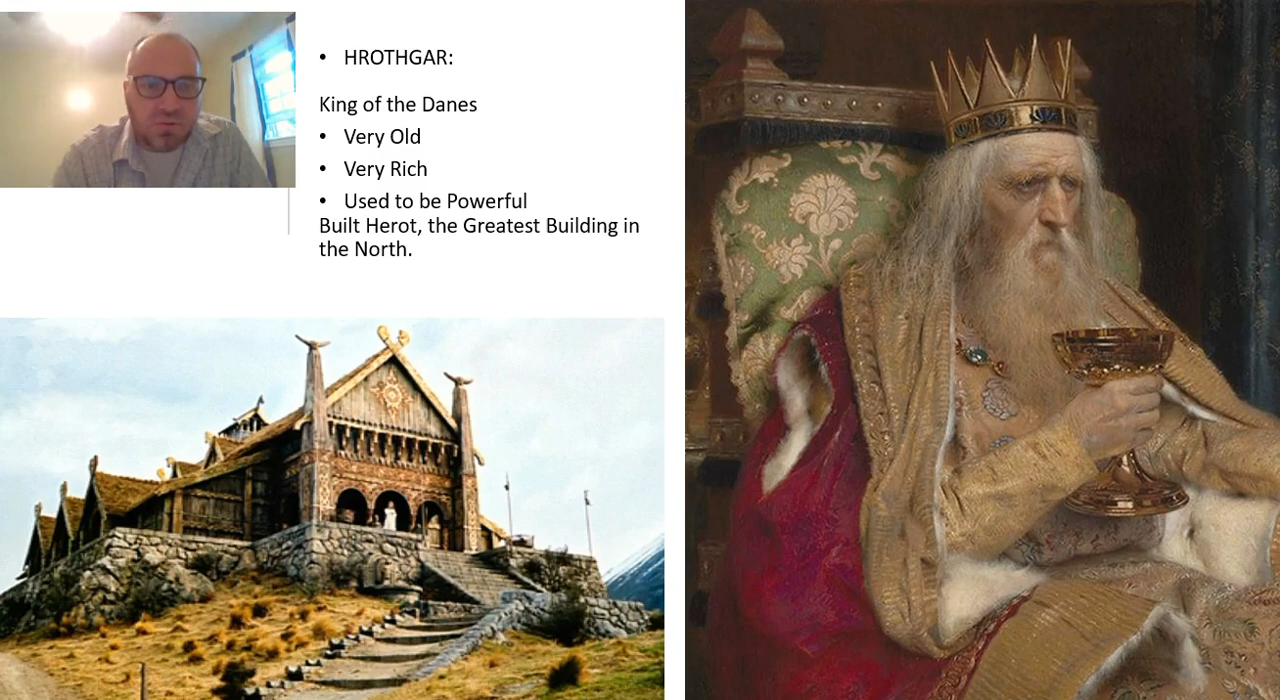 • HROTHGAR:
King of the Danes
• Very Old
• Very Rich
• Used to be Powerful
Built Herot, the Greatest Building in
the North.